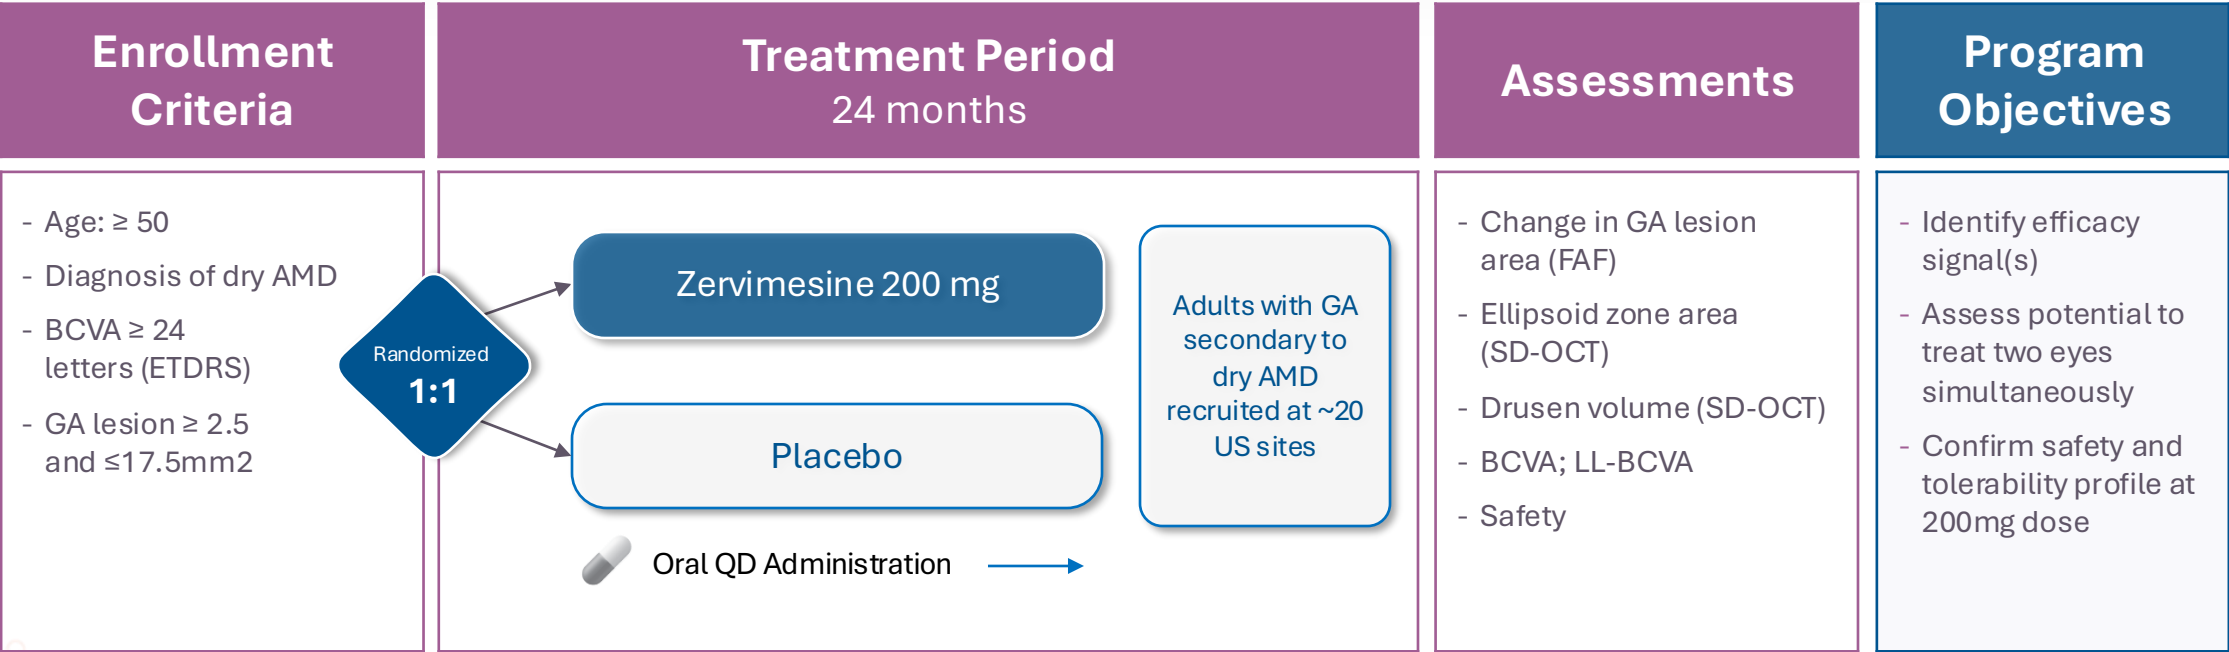 Enrollment
Criteria
Treatment Period
24 months
Assessments
Program
Objectives
- Age: ≥ 50
- Diagnosis of dry AMD
- BCVA ≥ 24
letters (ETDRS)
- GA lesion ≥ 2.5
and ≤17.5mm2
Randomized
1:1
Zervimesine 200 mg
Placebo
Oral QD Administration
Adults with GA
secondary to
dry AMD
recruited at ~20
US sites
- Change in GA lesion
area (FAF)
- Ellipsoid zone area
(SD-OCT)
- Drusen volume (SD-OCT)
- BCVA; LL-BCVA
- Safety
- Identify efficacy
signal(s)
- Assess potential to
treat two eyes
simultaneously
- Confirm safety and
tolerability profile at
200mg dose